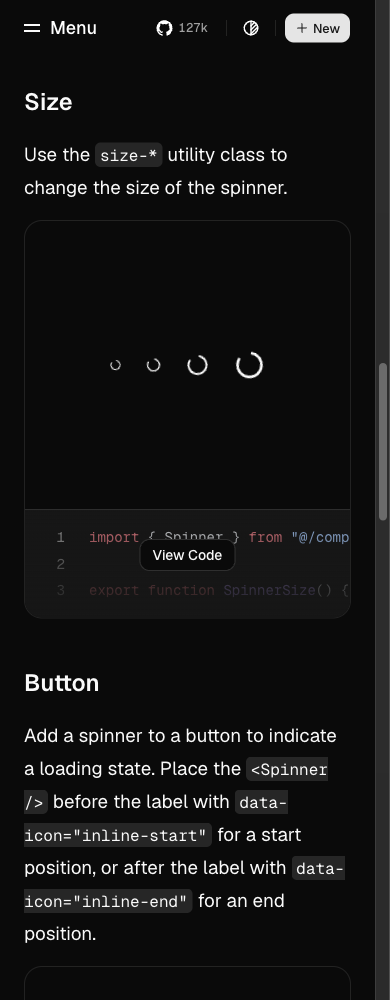 Menu 127k + New
Size
Use the size-* utility class to
change the size of the spinner.
1 import { Spinner } from "@/comp
2
3 export function SpinnerSize() {
View Code
Button
Add a spinner to a button to indicate
a loading state. Place the <Spinner
/> before the label with data-
icon="inline-start" for a start
position, or after the label with data-
icon="inline-end" for an end
position.